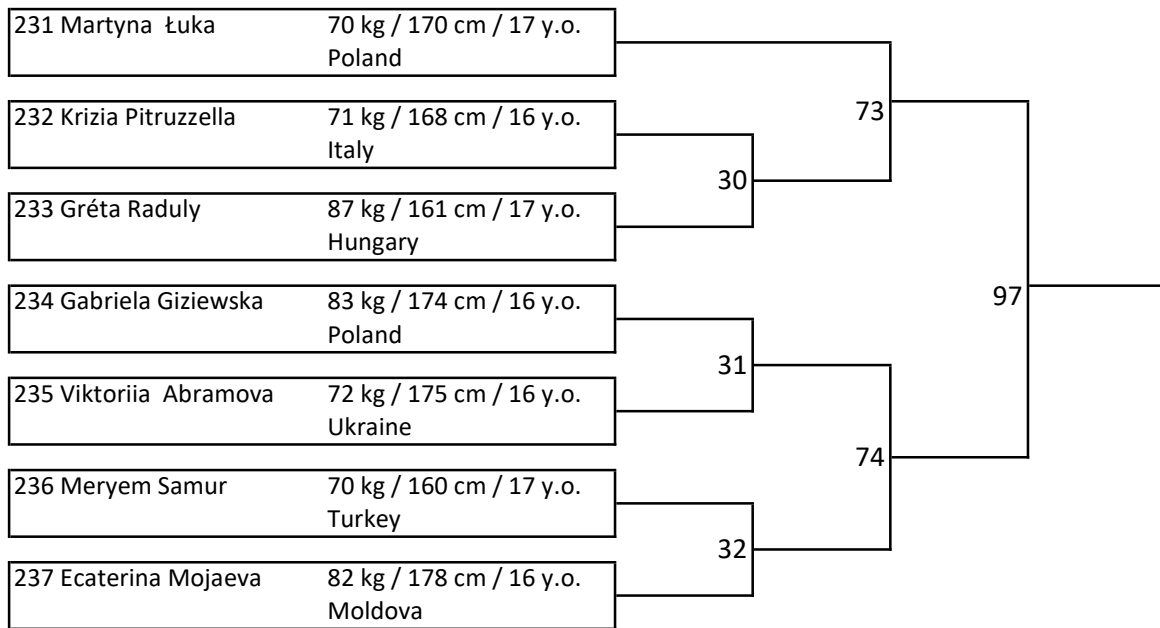 231 Martyna  Łuka 70 kg / 170 cm / 17 y.o.
Poland
73
232 Krizia Pitruzzella 71 kg / 168 cm / 16 y.o.
Italy
30
233 Gréta Raduly 87 kg / 161 cm / 17 y.o.
Hungary
97
234 Gabriela Giziewska 83 kg / 174 cm / 16 y.o.
Poland
31
235 Viktoriia  Abramova 72 kg / 175 cm / 16 y.o.
Ukraine
74
236 Meryem Samur 70 kg / 160 cm / 17 y.o.
Turkey
32
237 Ecaterina Mojaeva 82 kg / 178 cm / 16 y.o.
Moldova